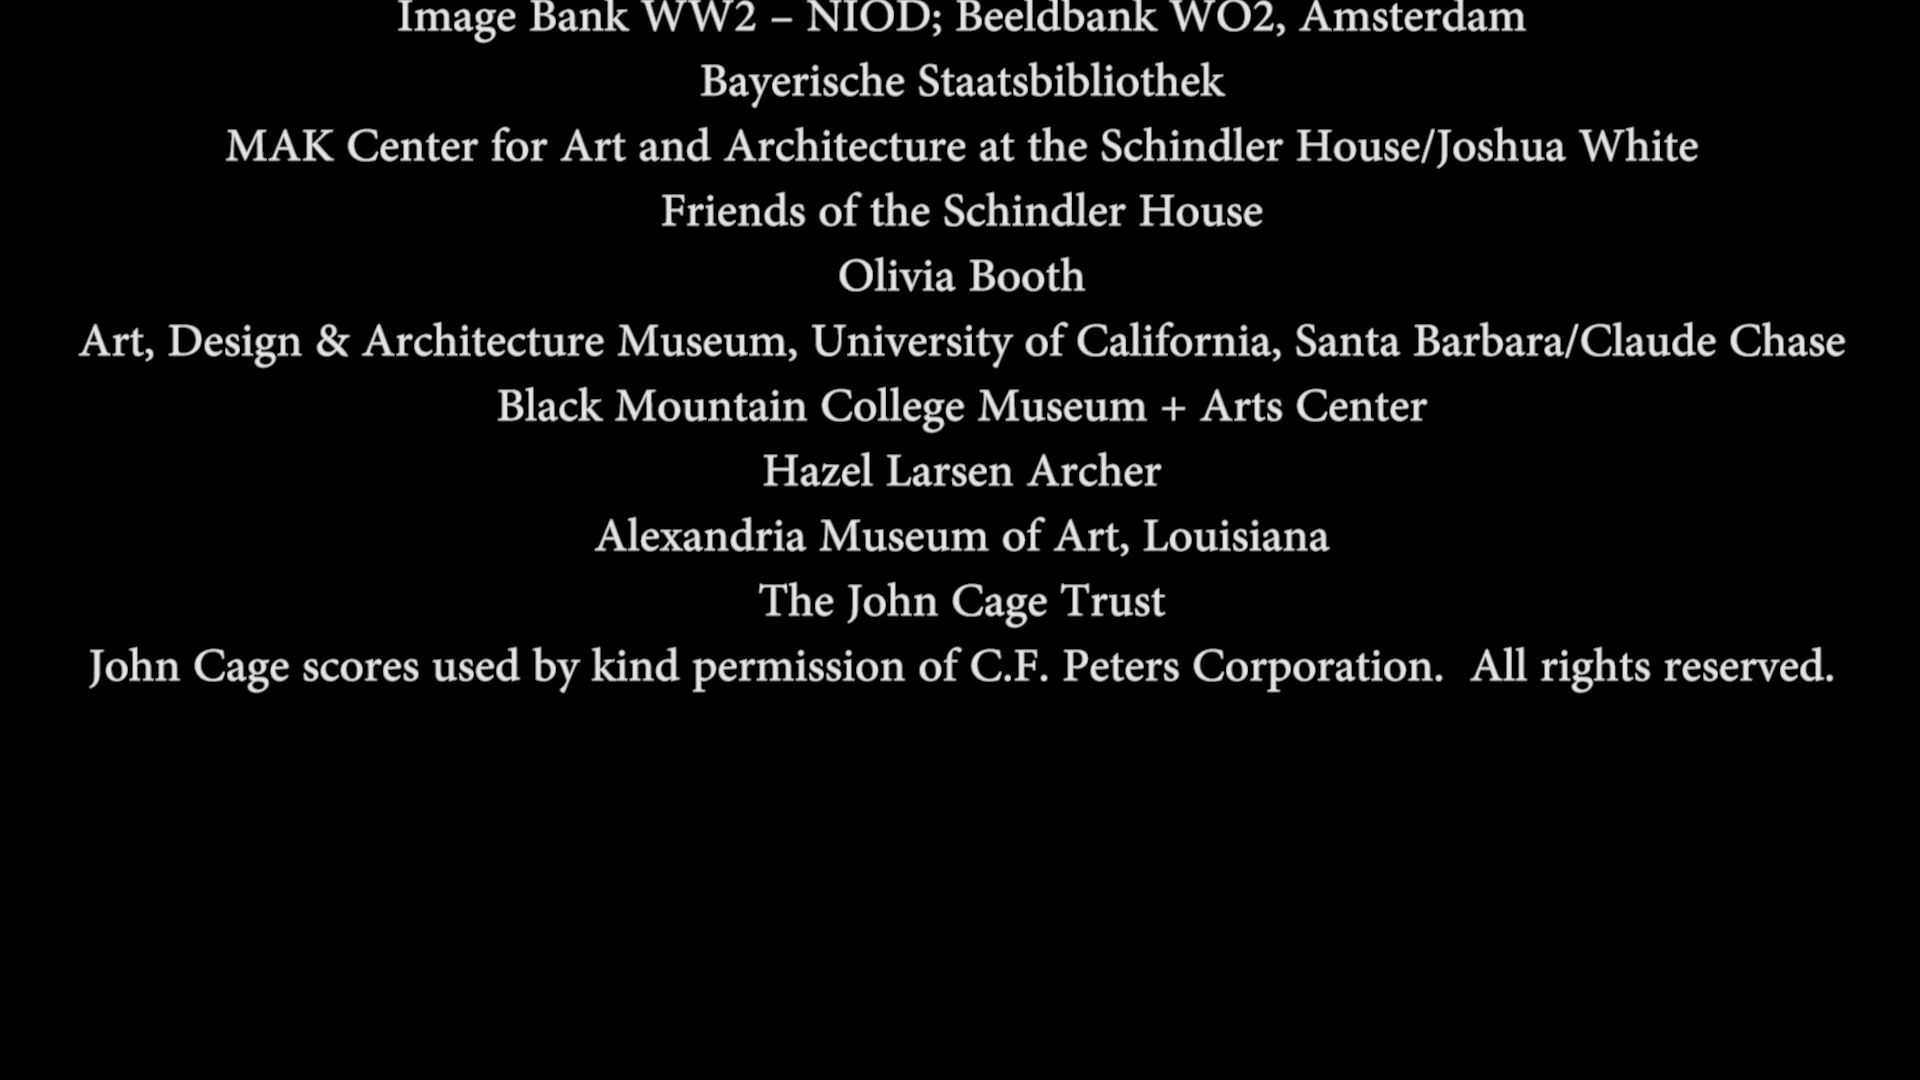 Image Bank WW2 – NIOD; Beeldbank WO2, Amsterdam
Bayerische Staatsbibliothek
MAK Center for Art and Architecture at the Schindler House/Joshua White
Friends of the Schindler House
Olivia Booth
Art, Design & Architecture Museum, University of California, Santa Barbara/Claude Chase
Black Mountain College Museum + Arts Center
Hazel Larsen Archer
Alexandria Museum of Art, Louisiana
The John Cage Trust
John Cage scores used by kind permission of C.F. Peters Corporation.  All rights reserved.